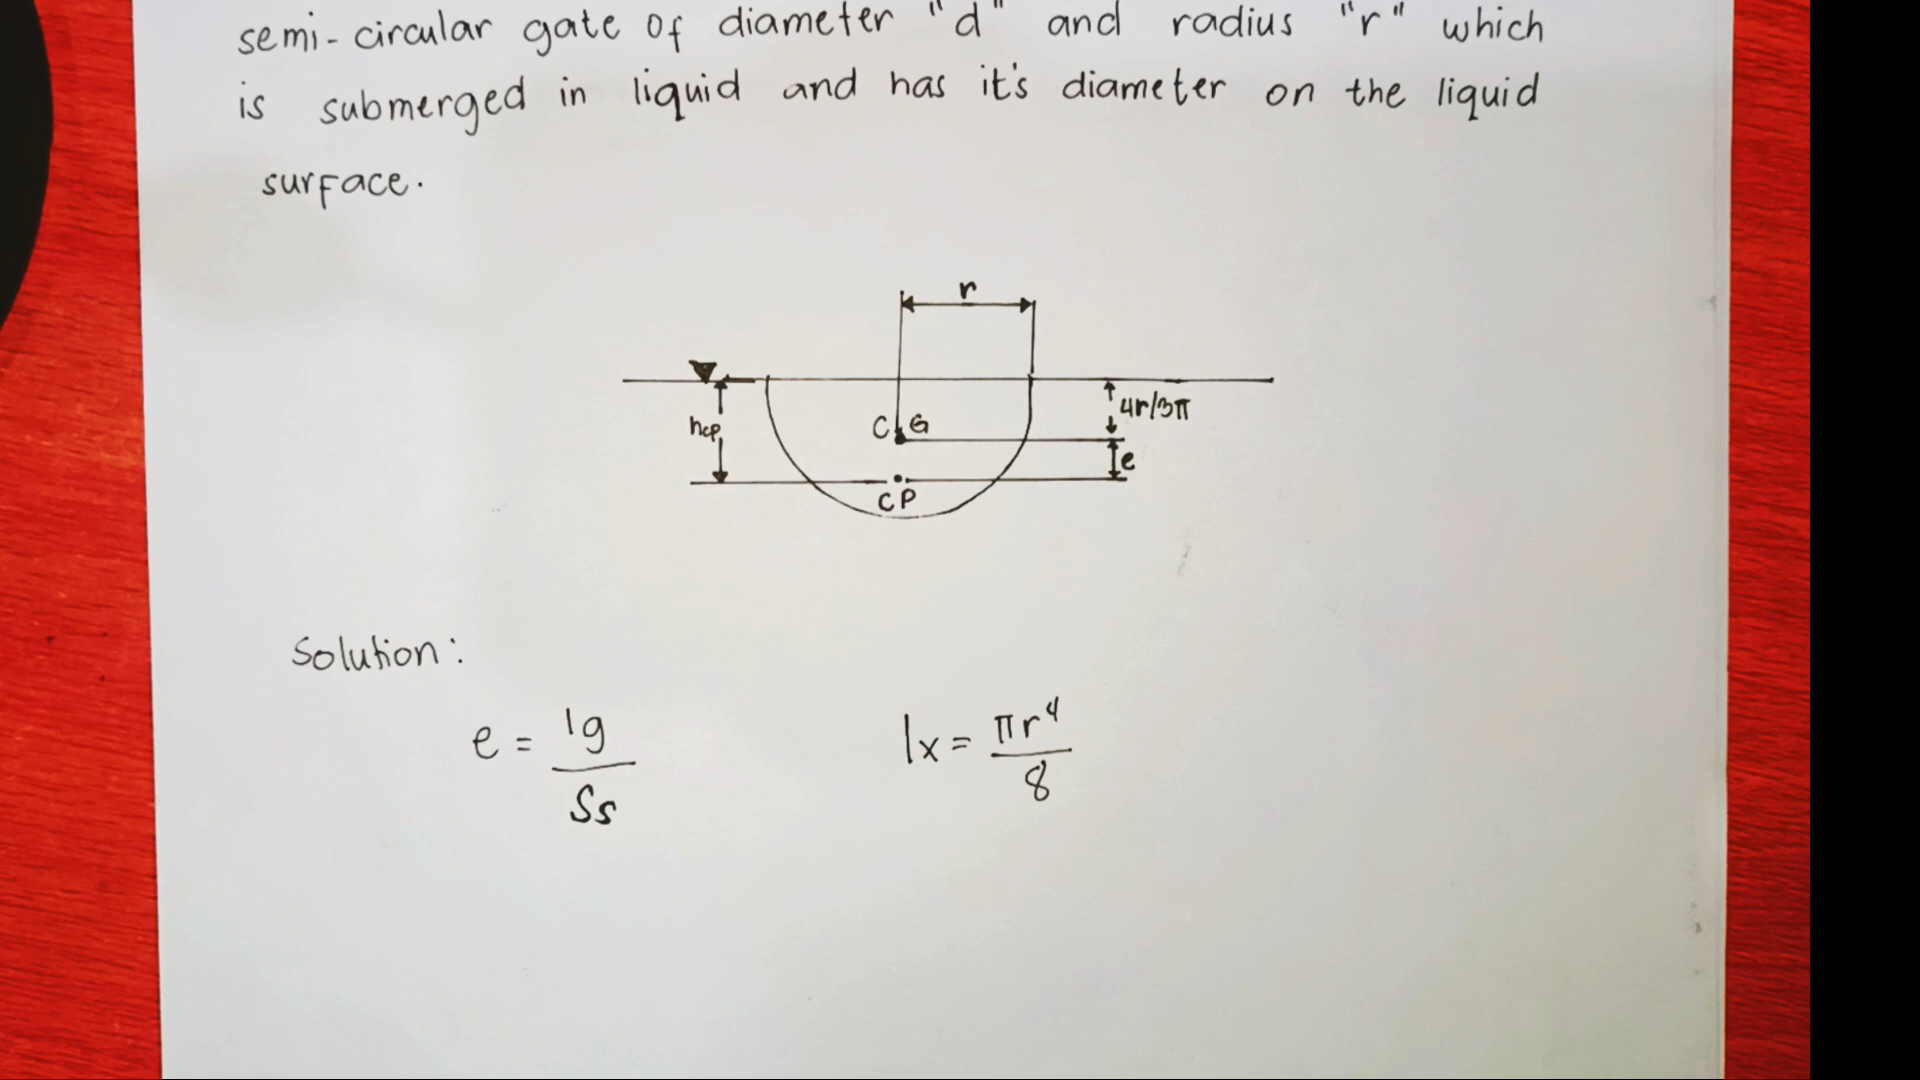 semi-circular gate of diameter "d" and radius "r" which
is submerged in liquid and has it's diameter on the liquid
surface.
r
4r/3π
hcp
C G
e
CP
Solution:
e = Ig / Ss
Ix = πr⁴ / 8